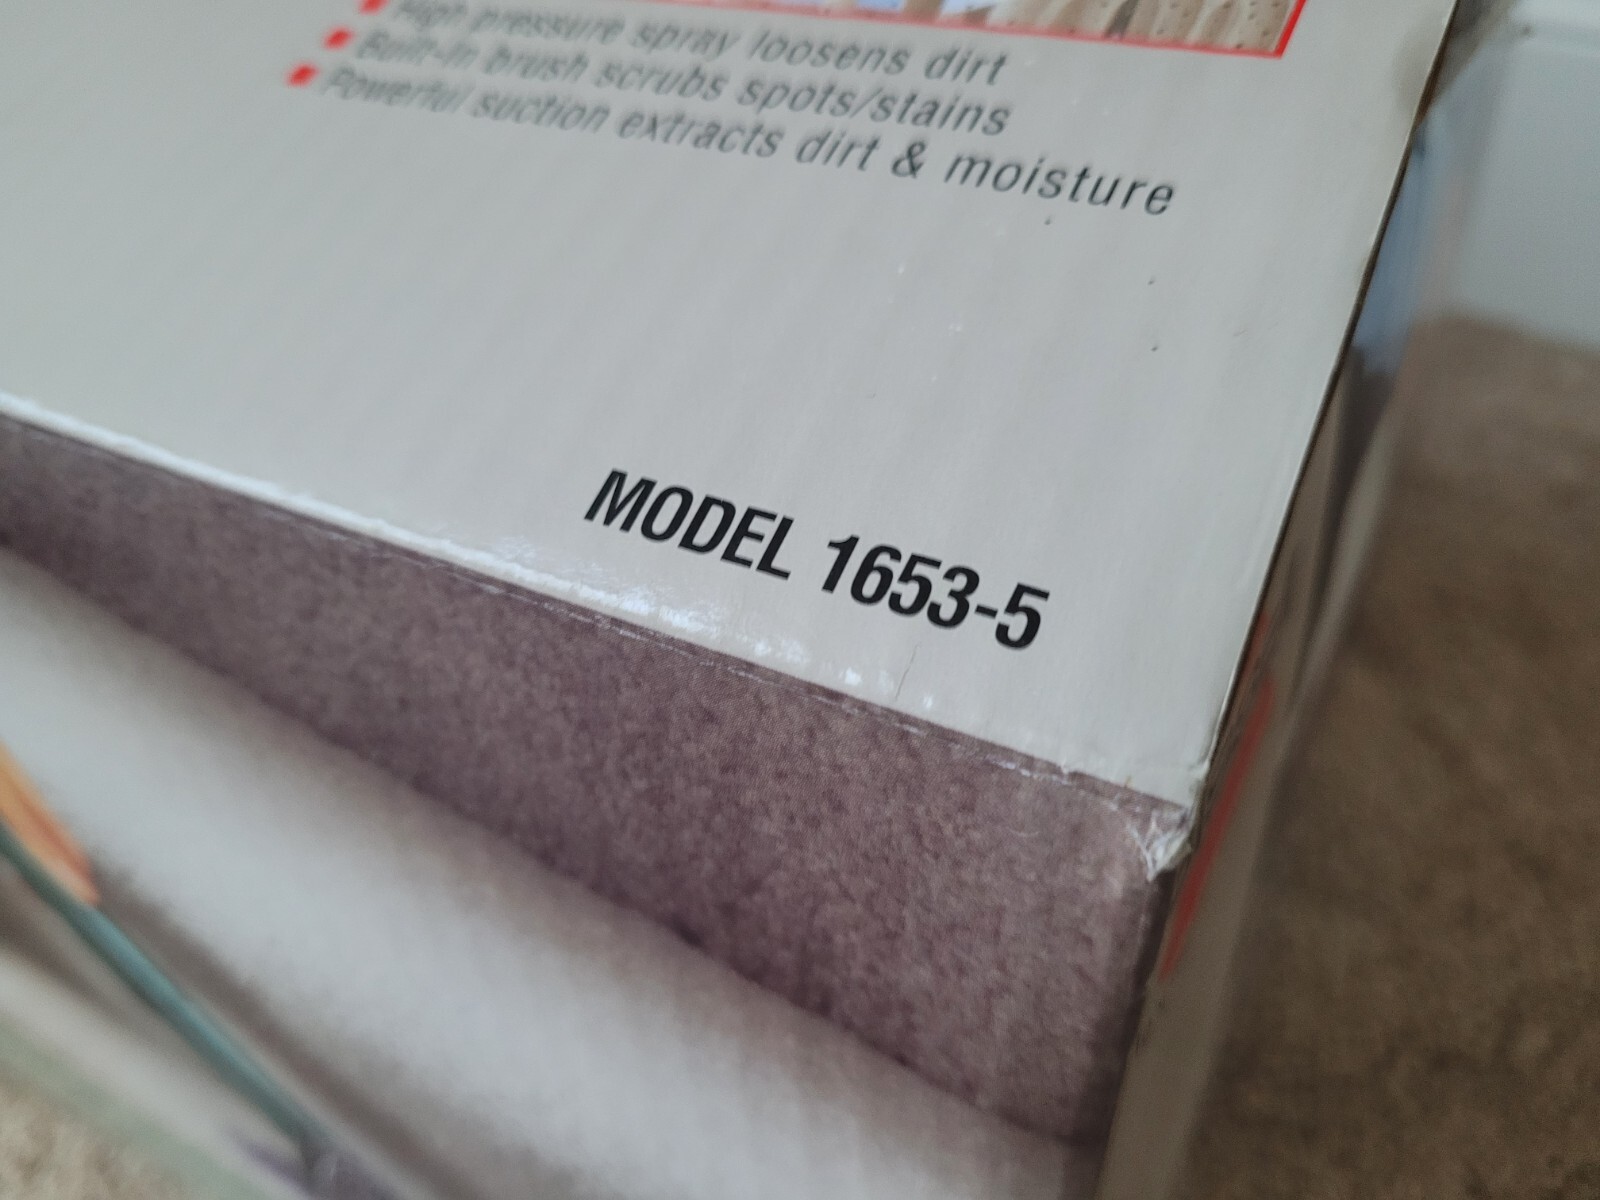 High pressure spray loosens dirt
Built-in brush scrubs spots/stains
Powerful suction extracts dirt & moisture
MODEL 1653-5